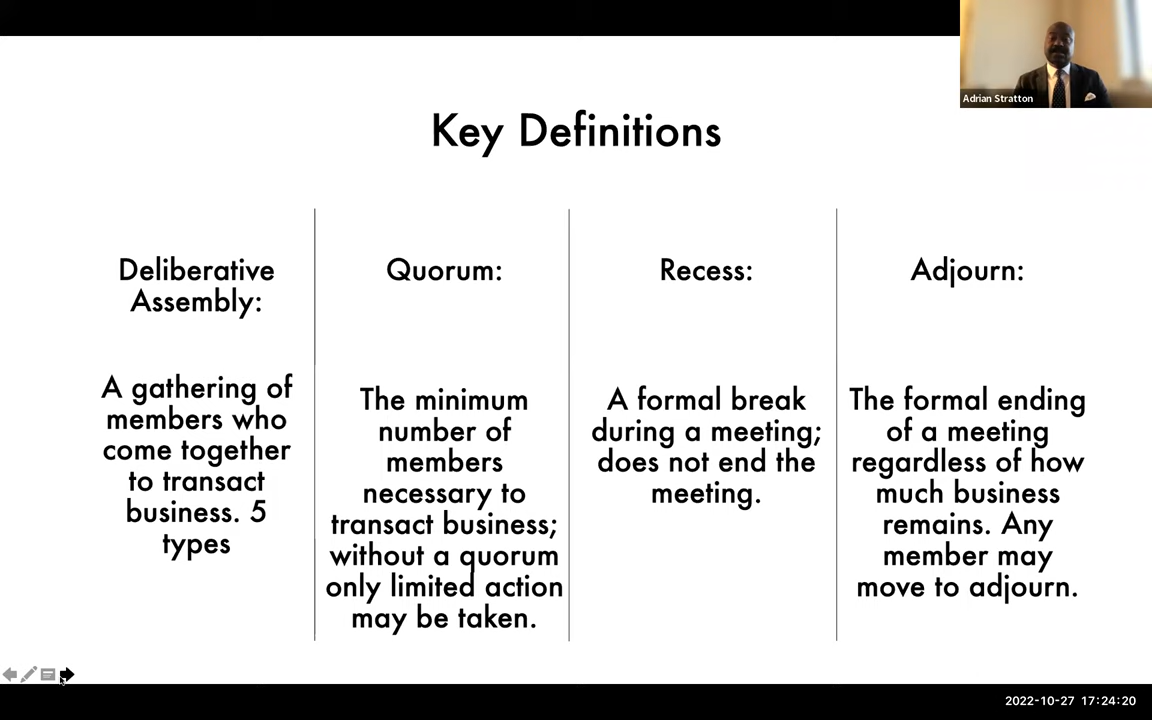 Adrian Stratton
Key Definitions
Deliberative
Assembly:
A gathering of
members who
come together
to transact
business. 5
types
Quorum:
The minimum
number of
members
necessary to
transact business;
without a quorum
only limited action
may be taken.
Recess:
A formal break
during a meeting;
does not end the
meeting.
Adjourn:
The formal ending
of a meeting
regardless of how
much business
remains. Any
member may
move to adjourn.
2022-10-27 17:24:20